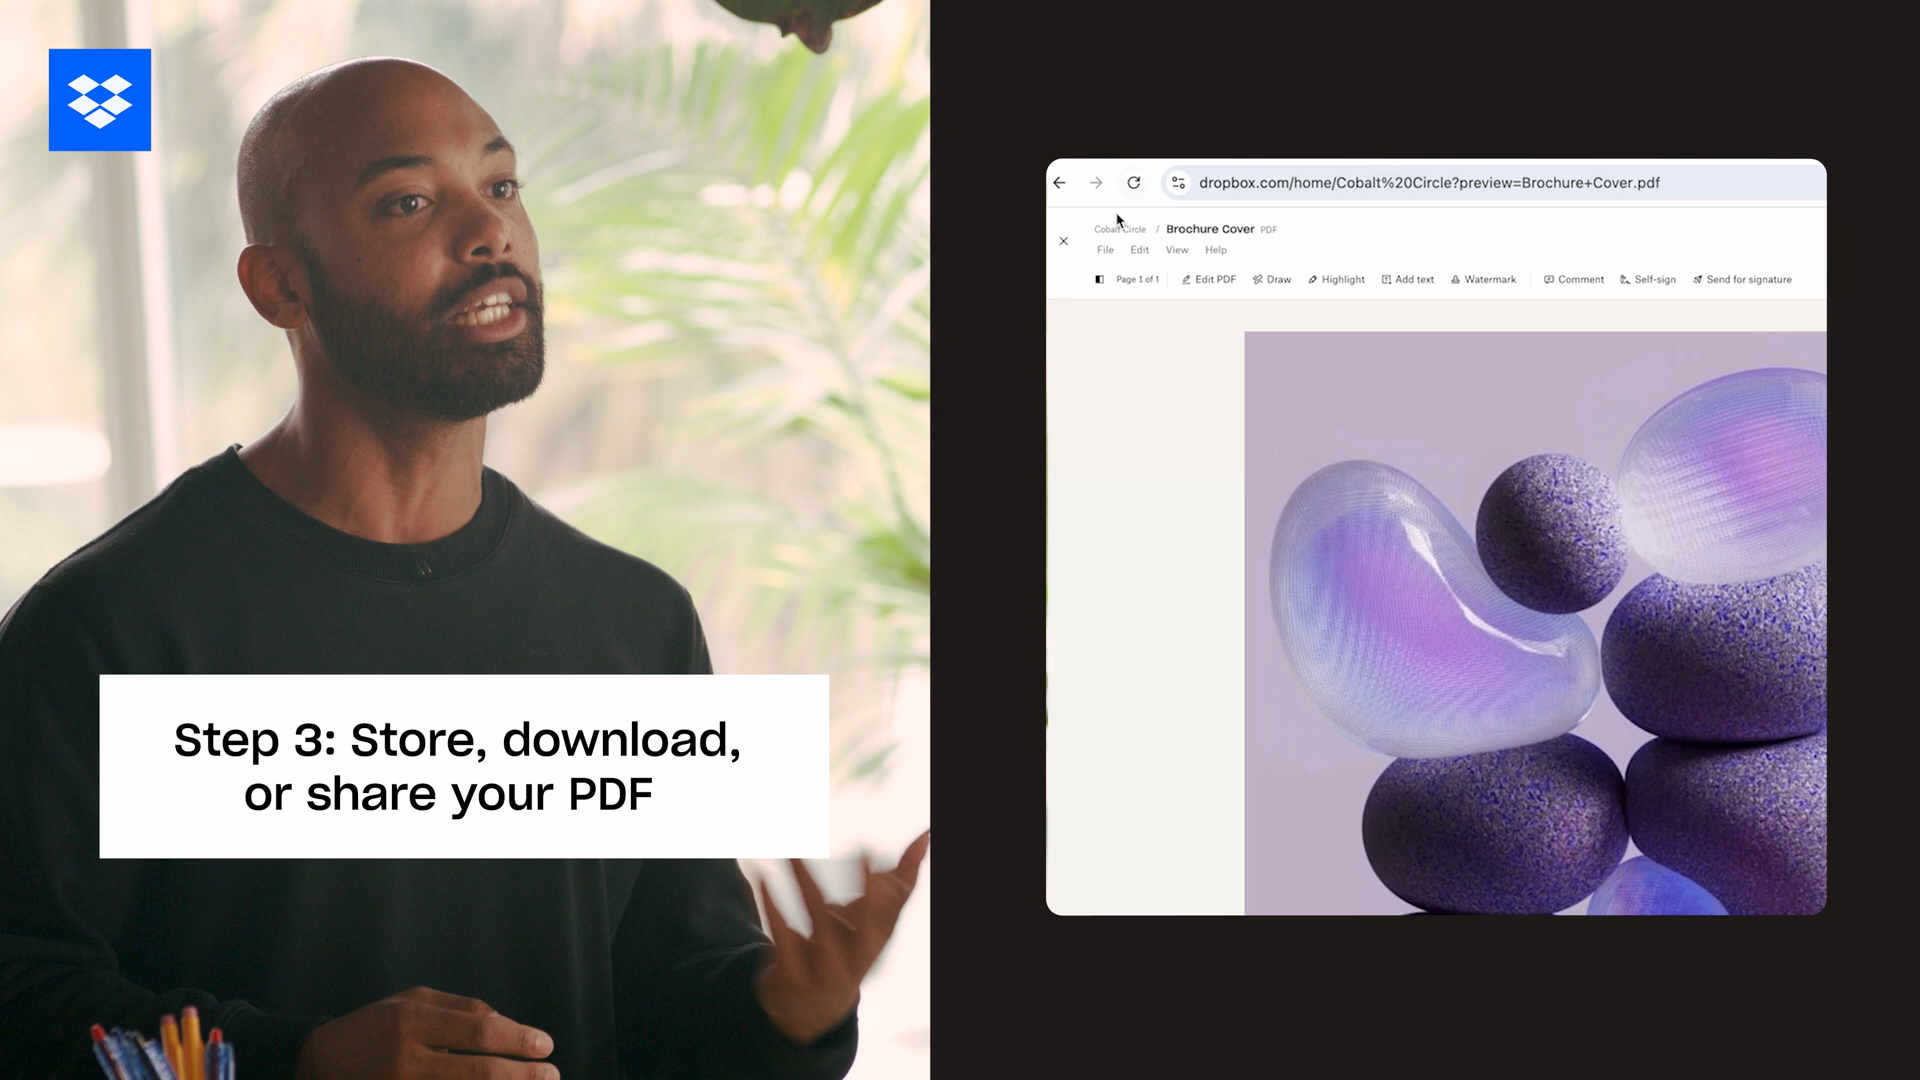 Step 3: Store, download,
or share your PDF
dropbox.com/home/Cobalt%20Circle?preview=Brochure+Cover.pdf
Cobalt Circle / Brochure Cover PDF
File Edit View Help
Page 1 of 1 Edit PDF Draw Highlight Add text Watermark Comment Self-sign Send for signature